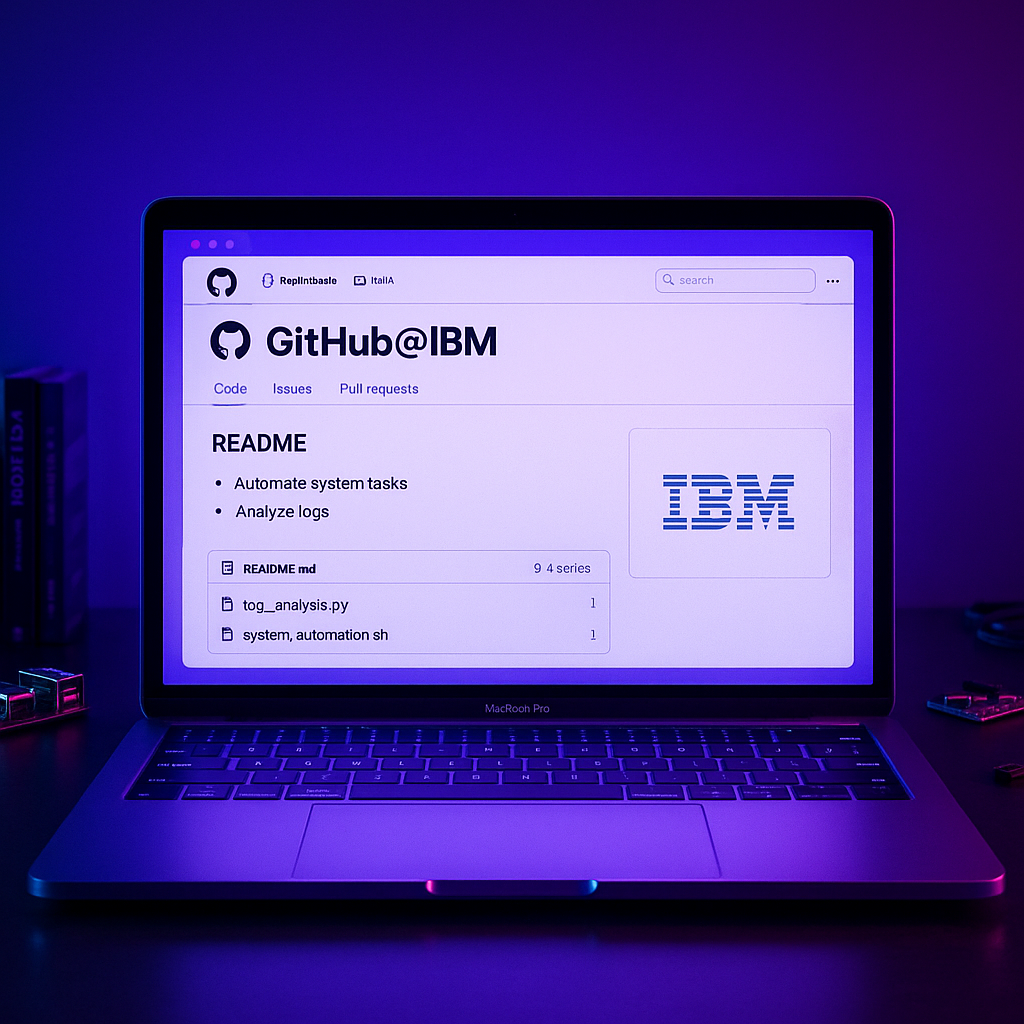 ReplIntbasle ItaliA search
GitHub@IBM
Code Issues Pull requests
README
• Automate system tasks
• Analyze logs
IBM
README md 9 4 series
tog_analysis.py 1
system, automation sh 1
MacRooh Pro